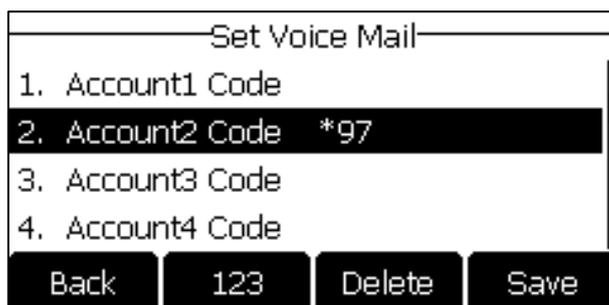 Set Voice Mail
1. Account1 Code
2. Account2 Code *97
3. Account3 Code
4. Account4 Code
Back 123 Delete Save